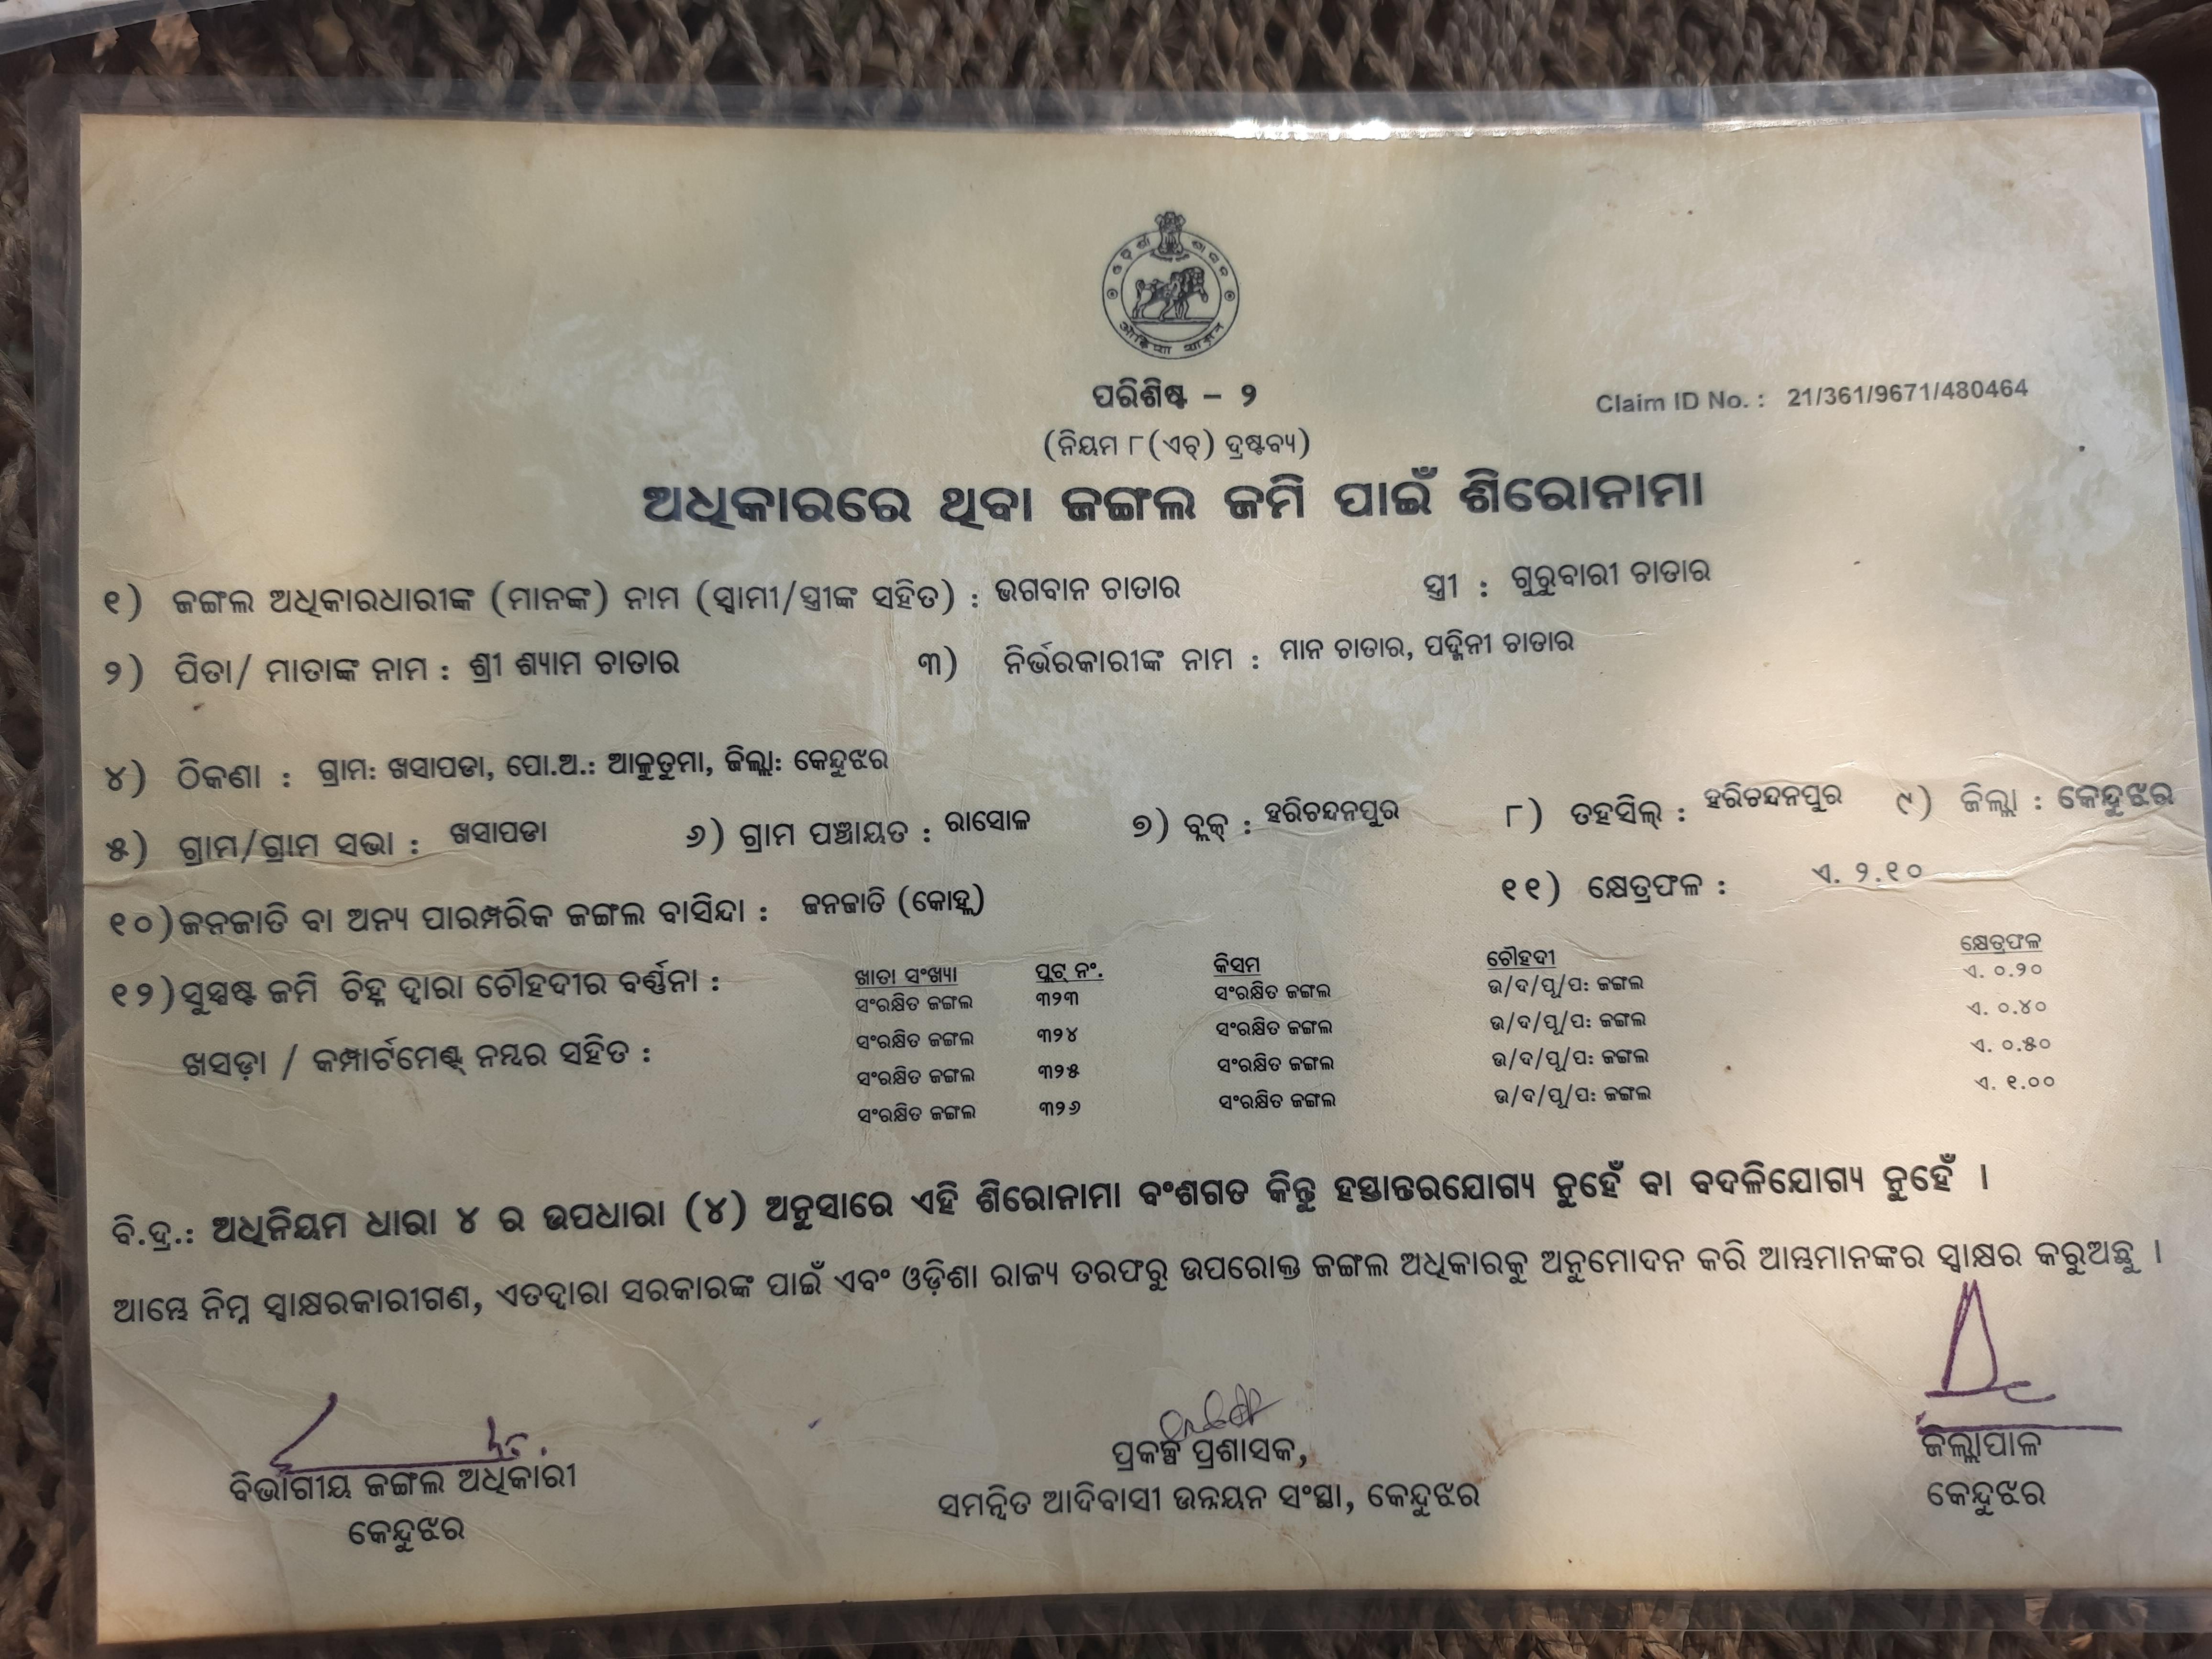 ଓଡ଼ିଶା ଶାସନ
ओड़िशा शासन
ପରିଶିଷ୍ଟ – ୨
Claim ID No. : 21/361/9671/480464
(ନିୟମ ୮(ଏଚ୍) ଦ୍ରଷ୍ଟବ୍ୟ)
ଅଧିକାରରେ ଥିବା ଜଙ୍ଗଲ ଜମି ପାଇଁ ଶିରୋନାମା
୧) ଜଙ୍ଗଲ ଅଧିକାରଧାରୀଙ୍କ (ମାନଙ୍କ) ନାମ (ସ୍ୱାମୀ/ସ୍ତ୍ରୀଙ୍କ ସହିତ) : ଭଗବାନ ଚାତାର ସ୍ତ୍ରୀ : ଗୁରୁବାରୀ ଚାତାର
୨) ପିତା/ ମାତାଙ୍କ ନାମ : ଶ୍ରୀ ଶ୍ୟାମ ଚାତାର ୩) ନିର୍ଭରକାରୀଙ୍କ ନାମ : ମାନ ଚାତାର, ପଦ୍ମିନୀ ଚାତାର
୪) ଠିକଣା : ଗ୍ରାମ: ଖସାପଡା, ପୋ.ଅ.: ଆଳୁତୁମା, ଜିଲ୍ଲା: କେନ୍ଦୁଝର
୫) ଗ୍ରାମ/ଗ୍ରାମ ସଭା : ଖସାପଡା ୬) ଗ୍ରାମ ପଞ୍ଚାୟତ : ରାସୋଳ ୭) ବ୍ଲକ୍ : ହରିଚନ୍ଦନପୁର ୮) ତହସିଲ୍ : ହରିଚନ୍ଦନପୁର ୯) ଜିଲ୍ଲା : କେନ୍ଦୁଝର
୧୦)ଜନଜାତି ବା ଅନ୍ୟ ପାରମ୍ପରିକ ଜଙ୍ଗଲ ବାସିନ୍ଦା : ଜନଜାତି (କୋହ୍ଲ) ୧୧) କ୍ଷେତ୍ରଫଳ : ଏ. ୨.୧୦
୧୨)ସୁସ୍ପଷ୍ଟ ଜମି ଚିହ୍ନ ଦ୍ୱାରା ଚୌହଦୀର ବର୍ଣ୍ଣନା :
ଖସଡ଼ା / କମ୍ପାର୍ଟମେଣ୍ଟ୍ ନମ୍ବର ସହିତ :
ଖାତା ସଂଖ୍ୟା ପ୍ଲଟ୍ ନଂ. କିସମ ଚୌହଦୀ କ୍ଷେତ୍ରଫଳ
ସଂରକ୍ଷିତ ଜଙ୍ଗଲ ୩୨୩ ସଂରକ୍ଷିତ ଜଙ୍ଗଲ ଉ/ଦ/ପୂ/ପ: ଜଙ୍ଗଲ ଏ. ୦.୨୦
ସଂରକ୍ଷିତ ଜଙ୍ଗଲ ୩୨୪ ସଂରକ୍ଷିତ ଜଙ୍ଗଲ ଉ/ଦ/ପୂ/ପ: ଜଙ୍ଗଲ ଏ. ୦.୪୦
ସଂରକ୍ଷିତ ଜଙ୍ଗଲ ୩୨୫ ସଂରକ୍ଷିତ ଜଙ୍ଗଲ ଉ/ଦ/ପୂ/ପ: ଜଙ୍ଗଲ ଏ. ୦.୫୦
ସଂରକ୍ଷିତ ଜଙ୍ଗଲ ୩୨୬ ସଂରକ୍ଷିତ ଜଙ୍ଗଲ ଉ/ଦ/ପୂ/ପ: ଜଙ୍ଗଲ ଏ. ୧.୦୦
ବି.ଦ୍ର.: ଅଧିନିୟମ ଧାରା ୪ ର ଉପଧାରା (୪) ଅନୁସାରେ ଏହି ଶିରୋନାମା ବଂଶଗତ କିନ୍ତୁ ହସ୍ତାନ୍ତରଯୋଗ୍ୟ ନୁହେଁ ବା ବଦଳିଯୋଗ୍ୟ ନୁହେଁ ।
ଆମ୍ଭେ ନିମ୍ନ ସ୍ୱାକ୍ଷରକାରୀଗଣ, ଏତଦ୍ୱାରା ସରକାରଙ୍କ ପାଇଁ ଏବଂ ଓଡ଼ିଶା ରାଜ୍ୟ ତରଫରୁ ଉପରୋକ୍ତ ଜଙ୍ଗଲ ଅଧିକାରକୁ ଅନୁମୋଦନ କରି ଆମ୍ଭମାନଙ୍କର ସ୍ୱାକ୍ଷର କରୁଅଛୁ ।
ବିଭାଗୀୟ ଜଙ୍ଗଲ ଅଧିକାରୀ
କେନ୍ଦୁଝର
ପ୍ରକଳ୍ପ ପ୍ରଶାସକ,
ସମନ୍ୱିତ ଆଦିବାସୀ ଉନ୍ନୟନ ସଂସ୍ଥା, କେନ୍ଦୁଝର
ଜିଲ୍ଲାପାଳ
କେନ୍ଦୁଝର